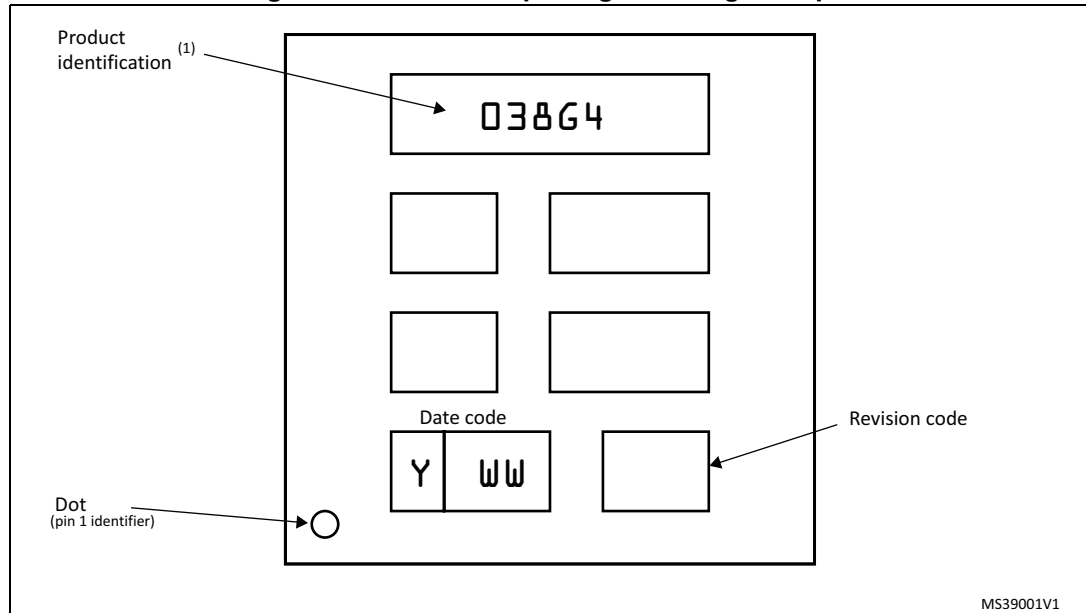 Product
identification (1)
038G4
Date code
Y WW
Revision code
Dot
(pin 1 identifier)
MS39001V1